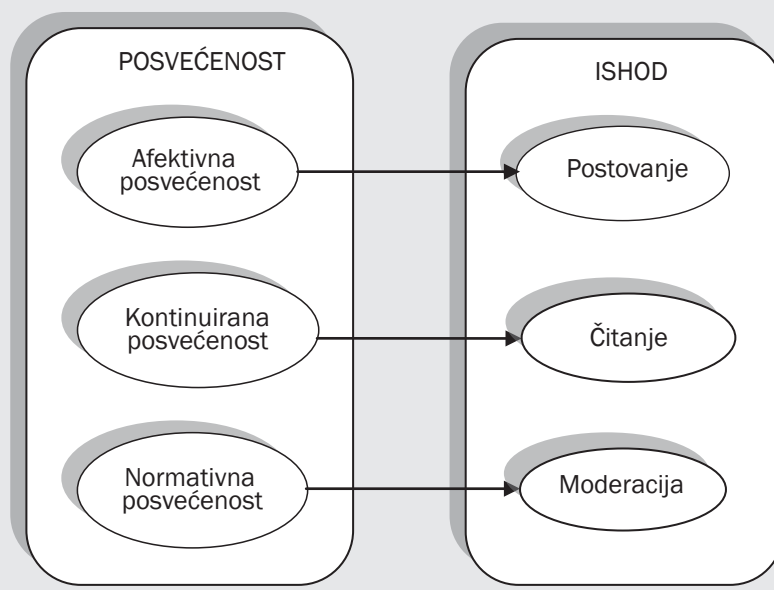 POSVEĆENOST
Afektivna
posvećenost
Kontinuirana
posvećenost
Normativna
posvećenost
ISHOD
Postovanje
Čitanje
Moderacija